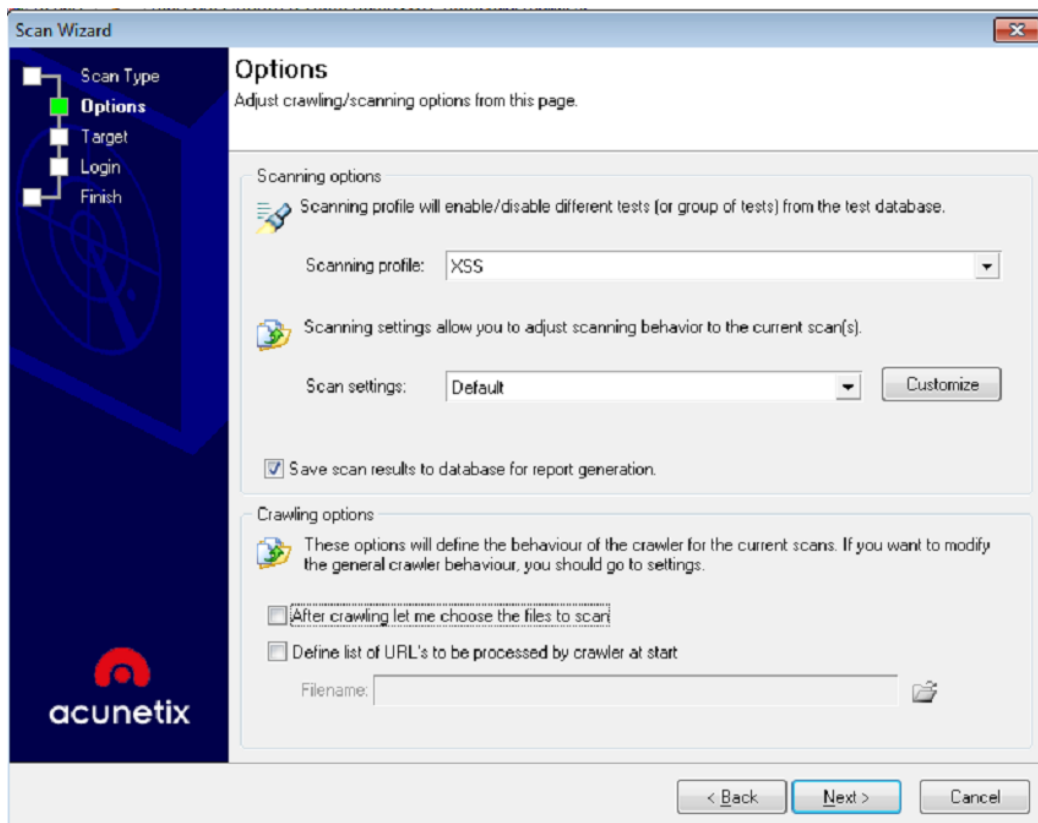 Scan Wizard
Scan Type
Options
Target
Login
Finish
acunetix
Options
Adjust crawling/scanning options from this page.
Scanning options
Scanning profile will enable/disable different tests (or group of tests) from the test database.
Scanning profile: XSS
Scanning settings allow you to adjust scanning behavior to the current scan(s).
Scan settings: Default Customize
Save scan results to database for report generation.
Crawling options
These options will define the behaviour of the crawler for the current scans. If you want to modify
the general crawler behaviour, you should go to settings.
After crawling let me choose the files to scan
Define list of URL's to be processed by crawler at start
Filename:
< Back Next > Cancel